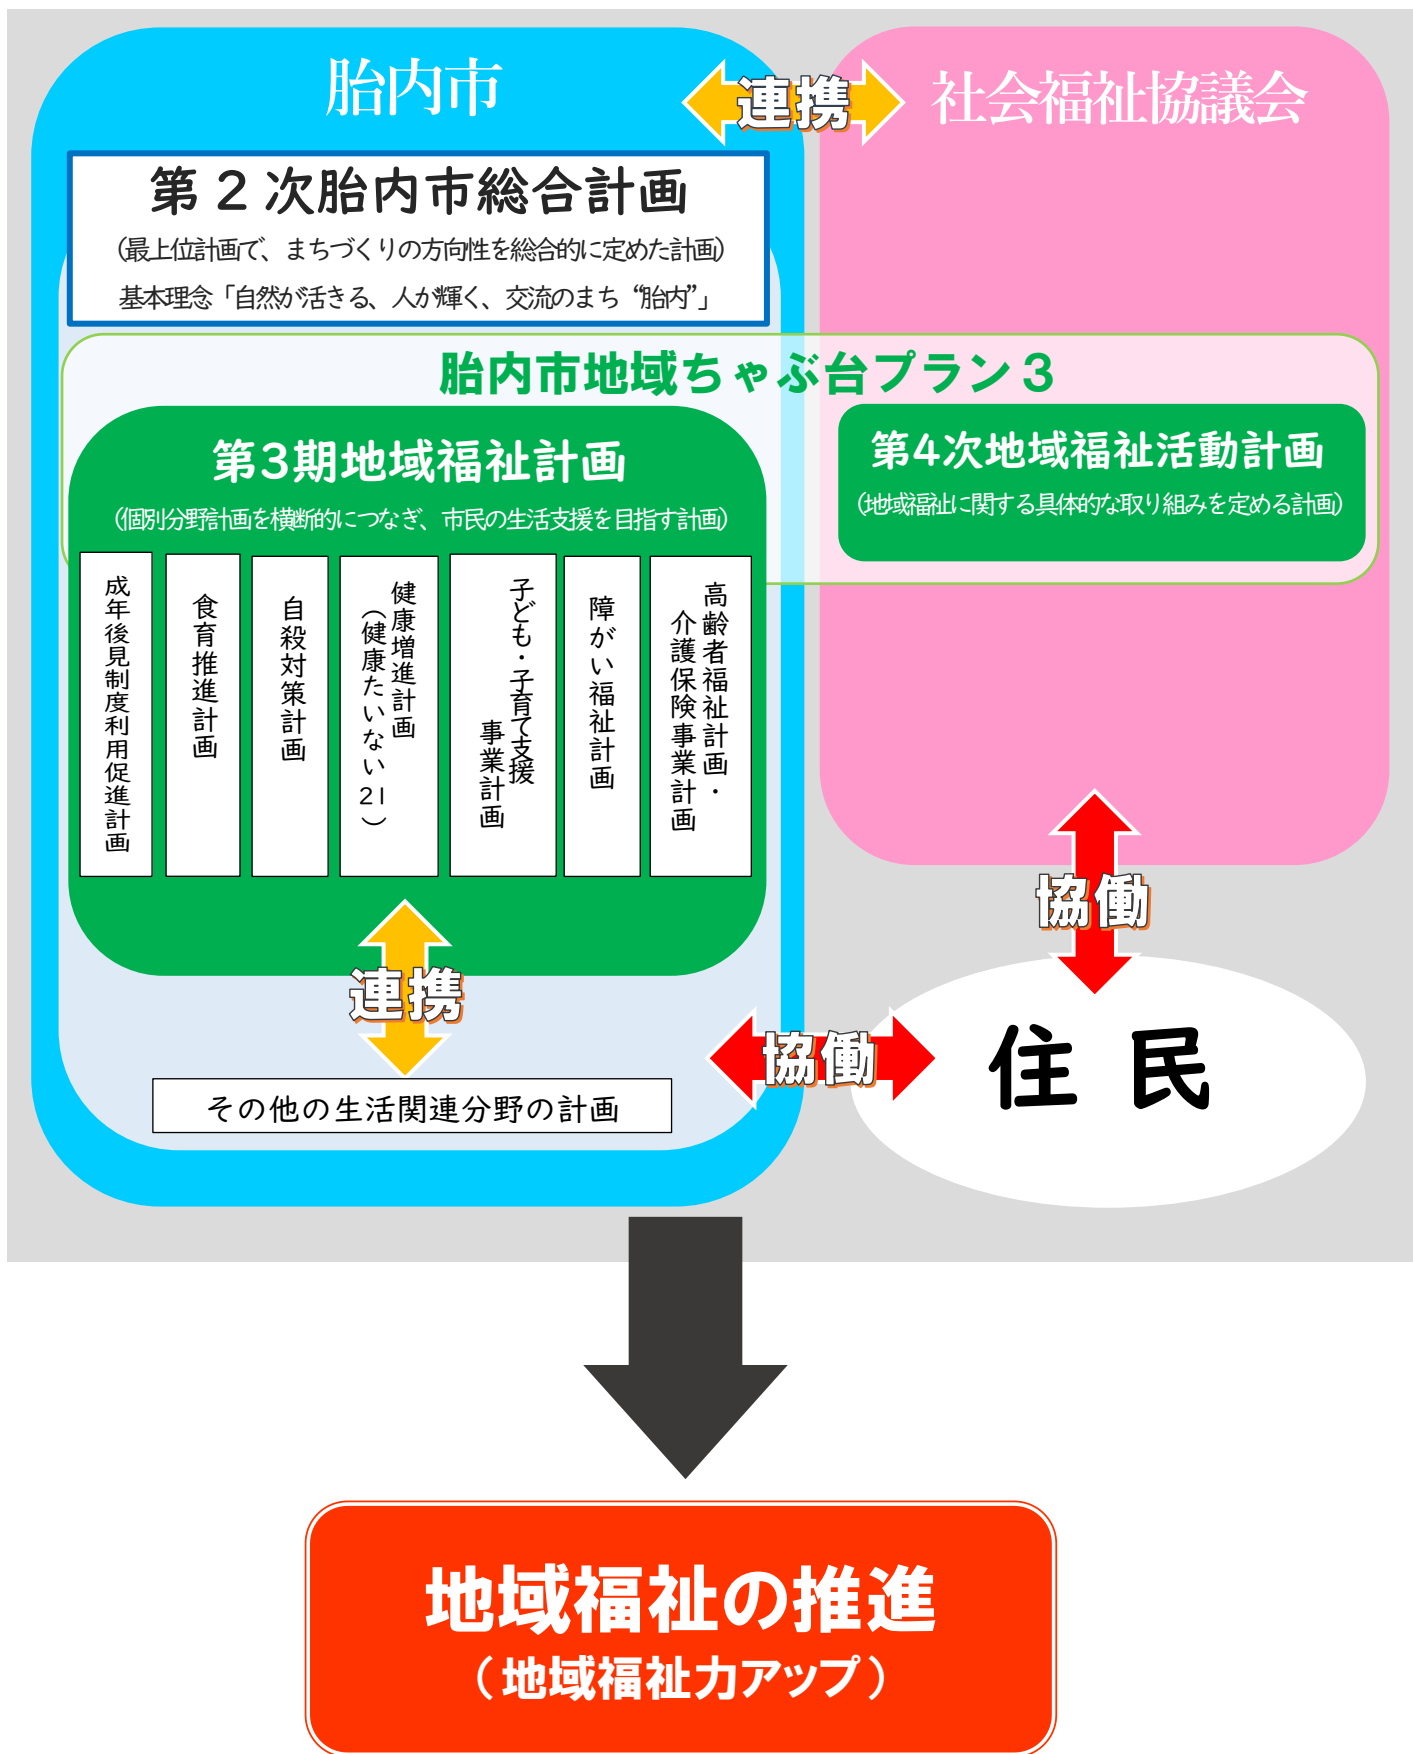 胎内市
連携
社会福祉協議会
第2次胎内市総合計画
（最上位計画で、まちづくりの方向性を総合的に定めた計画）
基本理念「自然が活きる、人が輝く、交流のまち“胎内”」
胎内市地域ちゃぶ台プラン３
第3期地域福祉計画
（個別分野計画を横断的につなぎ、市民の生活支援を目指す計画）
第4次地域福祉活動計画
（地域福祉に関する具体的な取り組みを定める計画）
成年後見制度利用促進計画
食育推進計画
自殺対策計画
健康増進計画
（健康たいない21）
子ども・子育て支援
事業計画
障がい福祉計画
高齢者福祉計画・
介護保険事業計画
連携
協働
協働
住 民
その他の生活関連分野の計画
地域福祉の推進
（地域福祉力アップ）